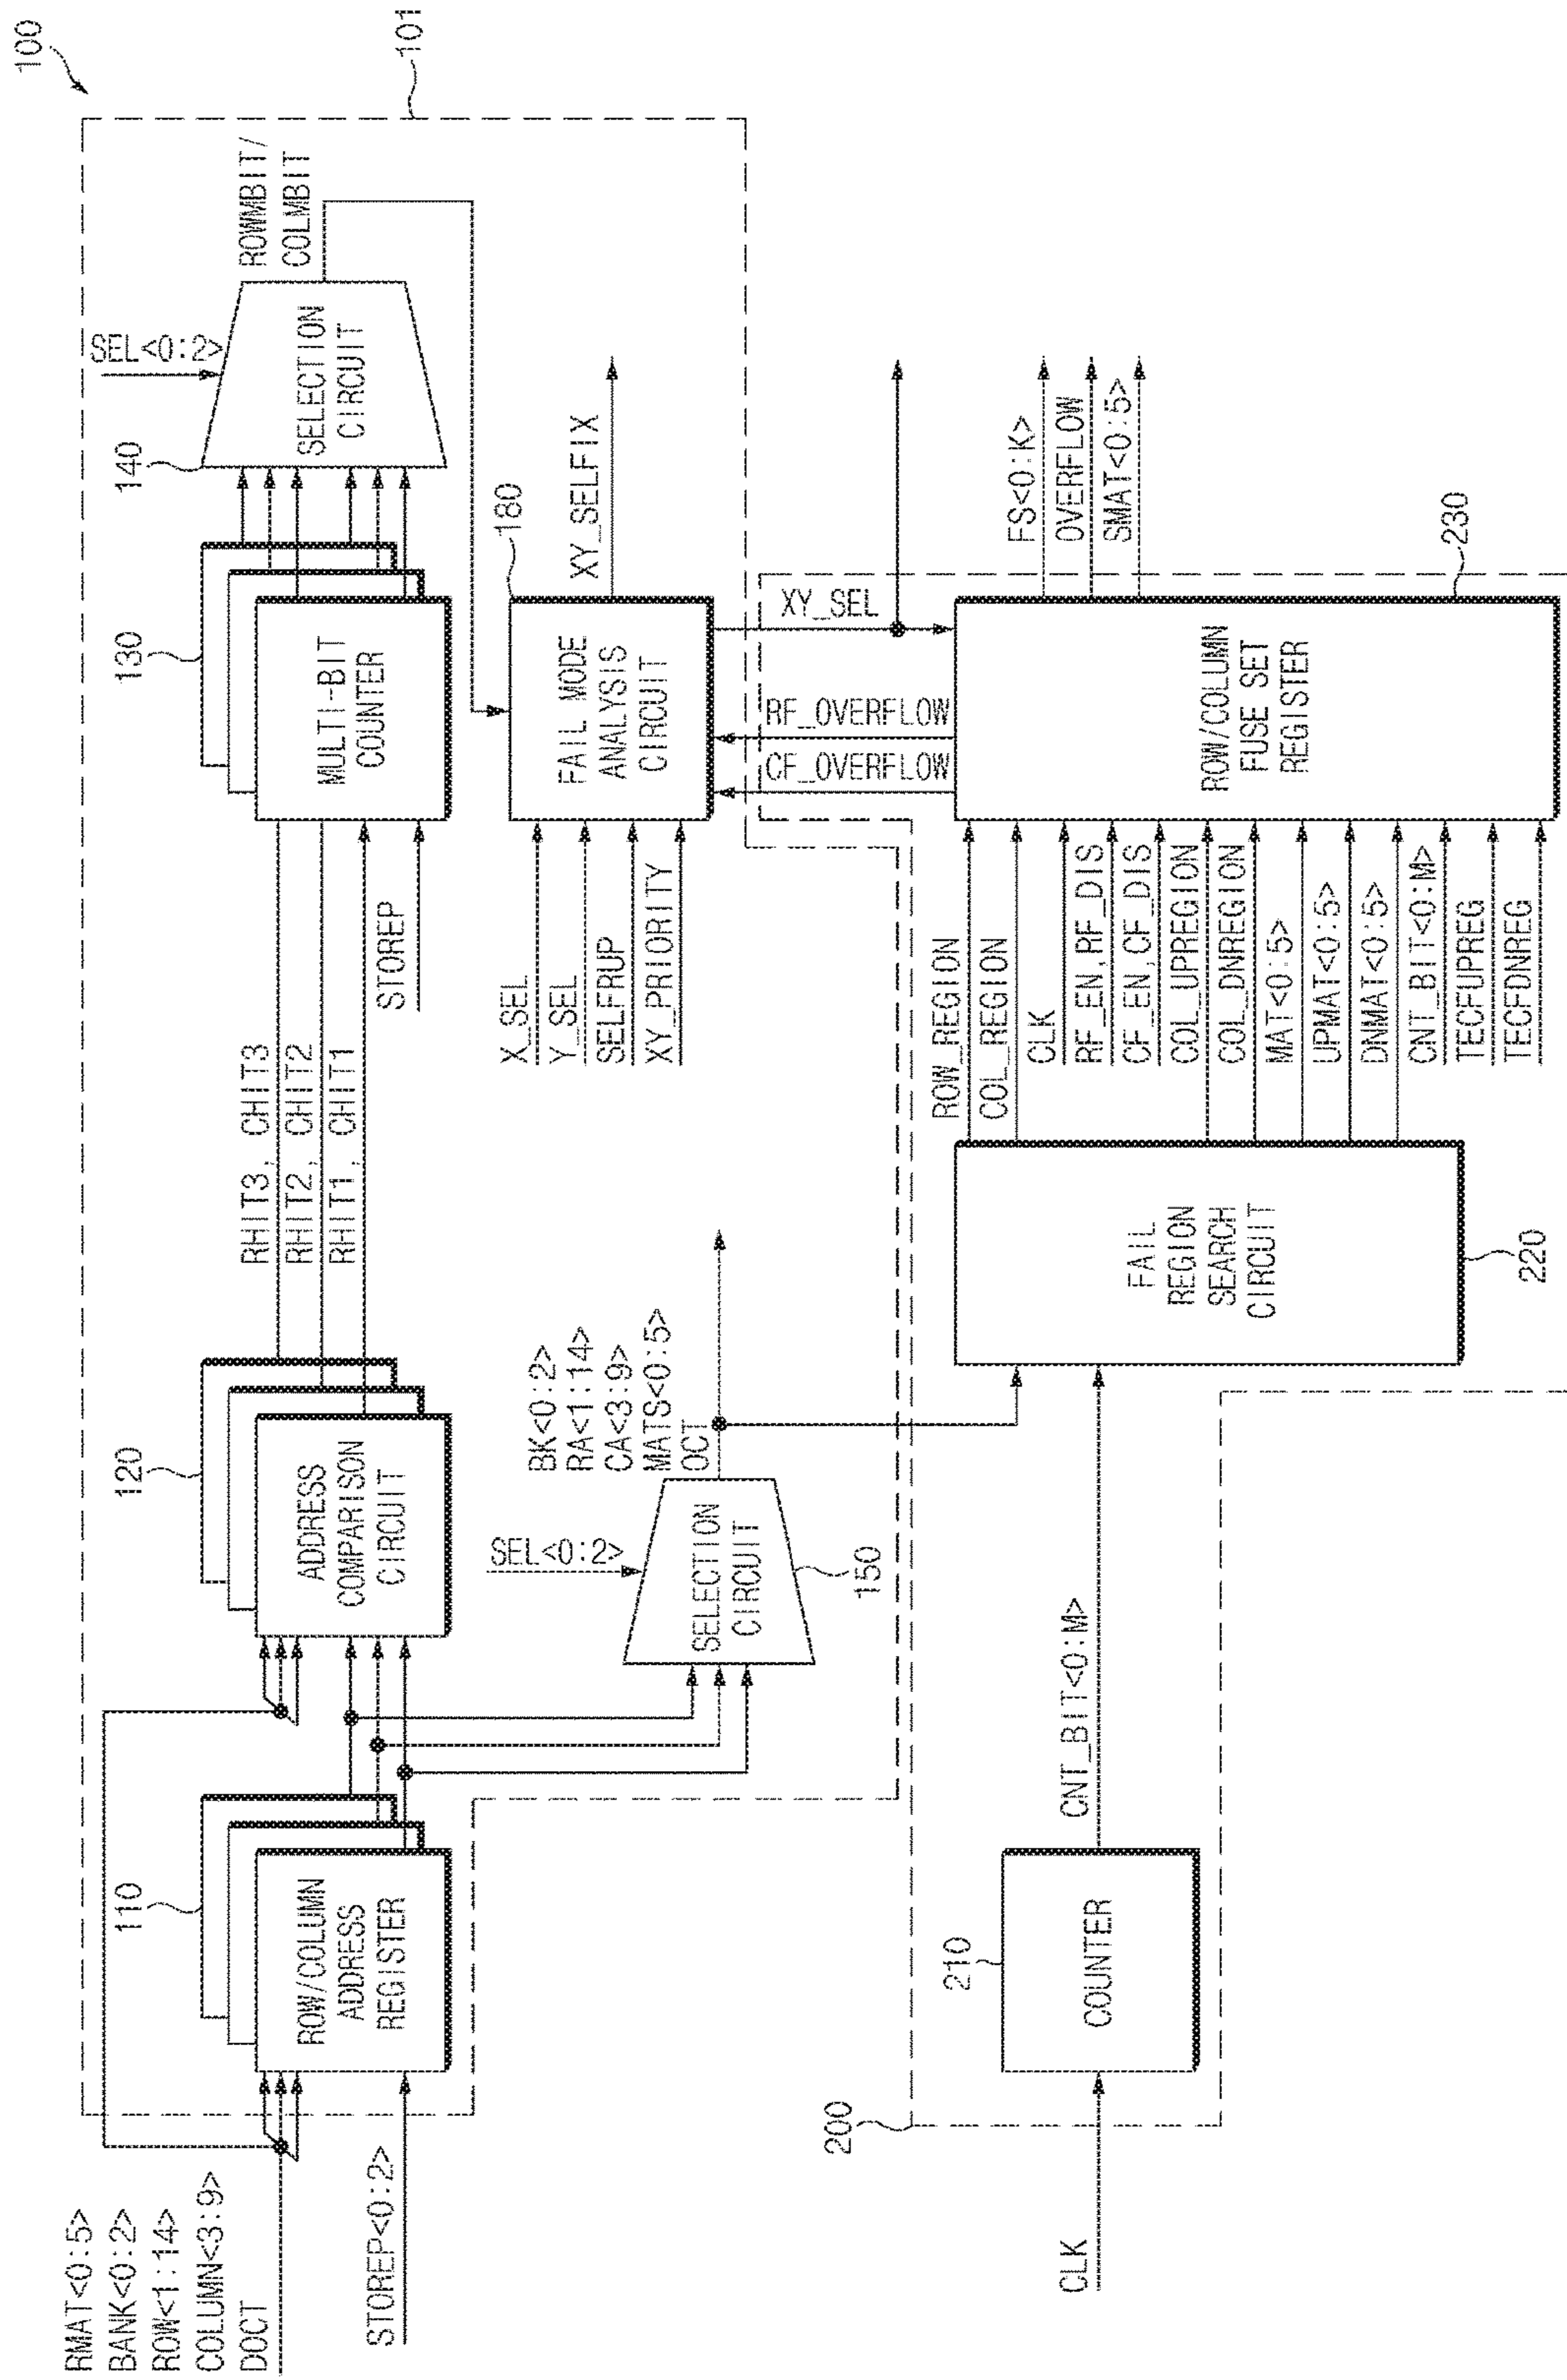 100
101
RMAT<0:5>
BANK<0:2>
ROW<1:14>
COLUMN<3:9>
DOCT
STOREP<0:2>
110
ROW/COLUMN
ADDRESS
REGISTER
120
ADDRESS
COMPARISON
CIRCUIT
RHIT3, CHIT3
RHIT2, CHIT2
RHIT1, CHIT1
STOREP
130
MULTI-BIT
COUNTER
140
SEL<0:2>
SELECTION
CIRCUIT
ROWMBIT/
COLMBIT
SEL<0:2>
SELECTION
CIRCUIT
150
BK<0:2>
RA<1:14>
CA<3:9>
MATS<0:5>
OCT
X_SEL
Y_SEL
SELFRUP
XY_PRIORITY
180
FAIL MODE
ANALYSIS
CIRCUIT
XY_SELFIX
XY_SEL
RF_OVERFLOW
CF_OVERFLOW
200
CLK
210
COUNTER
CNT_BIT<0:M>
FAIL
REGION
SEARCH
CIRCUIT
220
ROW_REGION
COL_REGION
CLK
RF_EN,RF_DIS
CF_EN,CF_DIS
COL_UPREGION
COL_DNREGION
MAT<0:5>
UPMAT<0:5>
DNMAT<0:5>
CNT_BIT<0:M>
TECFUPREG
TECFDNREG
ROW/COLUMN
FUSE SET
REGISTER
230
FS<0:K>
OVERFLOW
SMAT<0:5>